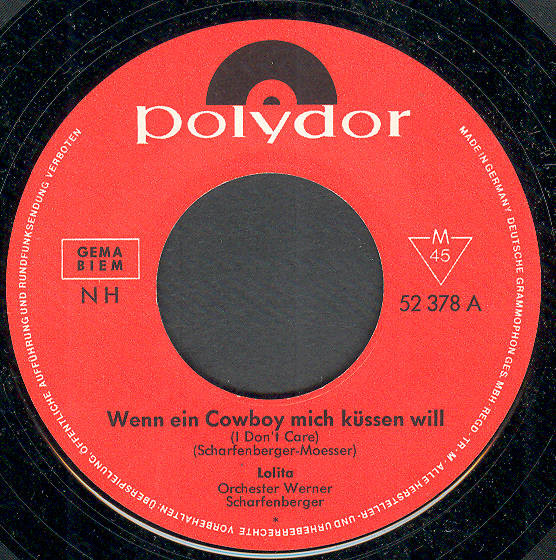 polydor
GEMA
BIEM
NH
M
45
52 378 A
Wenn ein Cowboy mich küssen will
(I Don't Care)
(Scharfenberger-Moesser)
Lolita
Orchester Werner
Scharfenberger
*
MADE IN GERMANY. DEUTSCHE GRAMMOPHON GES. MBH · REGD. TR. M. ALLE HERSTELLER- UND URHEBERRECHTE VORBEHALTEN. ÜBERSPIELUNG, ÖFFENTLICHE AUFFÜHRUNG UND RUNDFUNKSENDUNG VERBOTEN